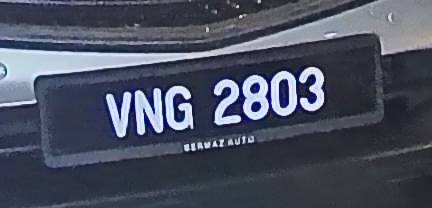 VNG 2803
BERMAZ AUTO